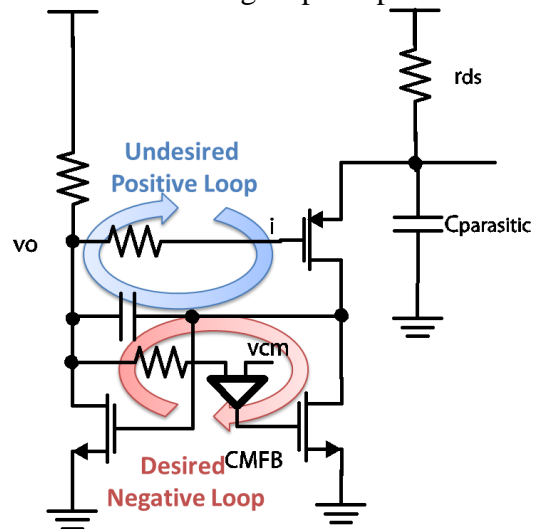 rds
Undesired
Positive Loop
i
vo
Cparasitic
vcm
CMFB
Desired
Negative Loop